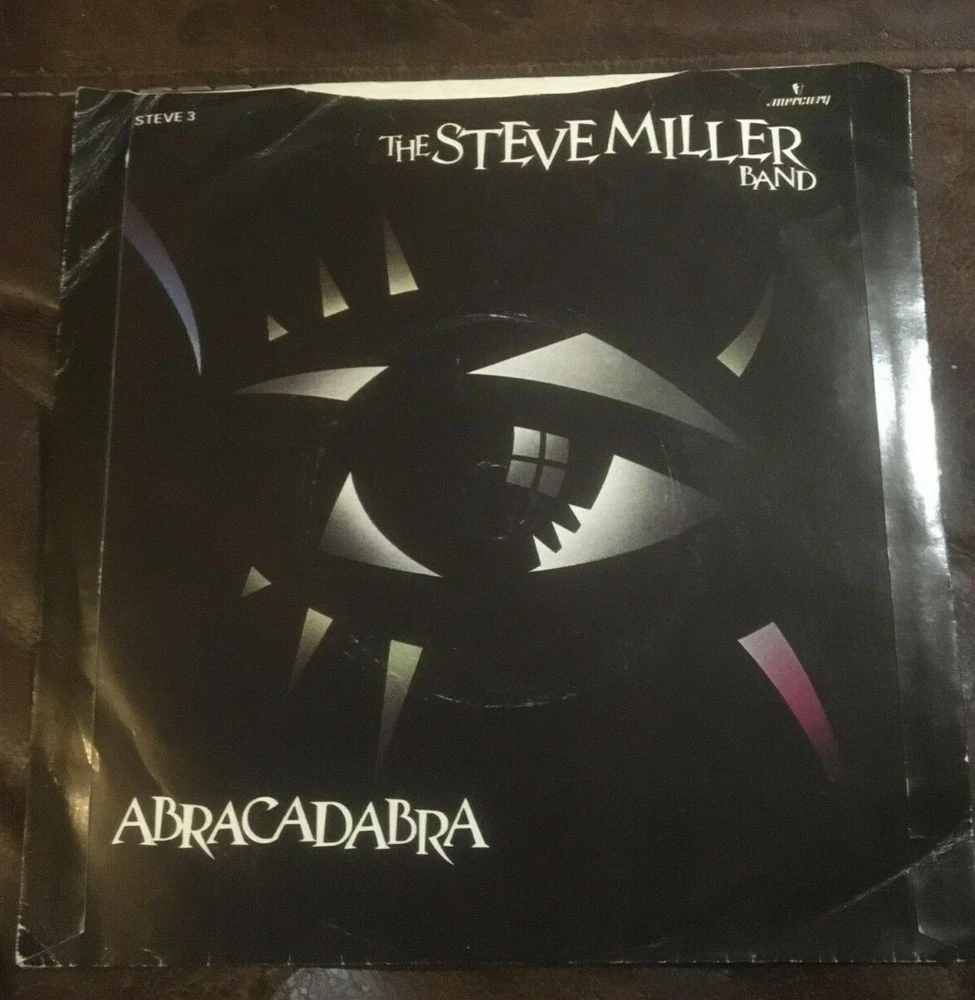 STEVE 3
mercury
THE STEVE MILLER
BAND
ABRACADABRA